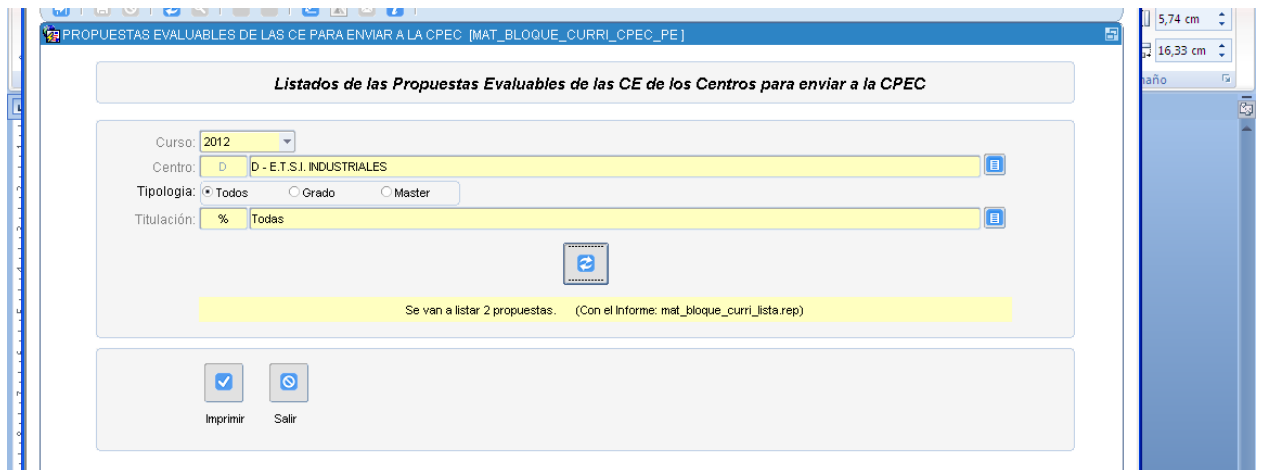 PROPUESTAS EVALUABLES DE LAS CE PARA ENVIAR A LA CPEC [MAT_BLOQUE_CURRI_CPEC_PE]
5,74 cm
16,33 cm
Listados de las Propuestas Evaluables de las CE de los Centros para enviar a la CPEC
Curso: 2012
Centro: D D - E.T.S.I. INDUSTRIALES
Tipologia: Todos Grado Master
Titulación: % Todas
Se van a listar 2 propuestas. (Con el Informe: mat_bloque_curri_lista.rep)
Imprimir Salir